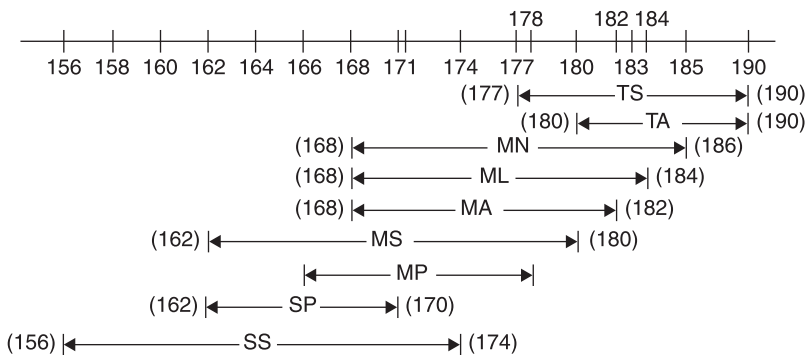 178 182 184
156 158 160 162 164 166 168 171 174 177 180 183 185 190
(177) TS (190)
(180) TA (190)
(168) MN (186)
(168) ML (184)
(168) MA (182)
(162) MS (180)
MP
(162) SP (170)
(156) SS (174)